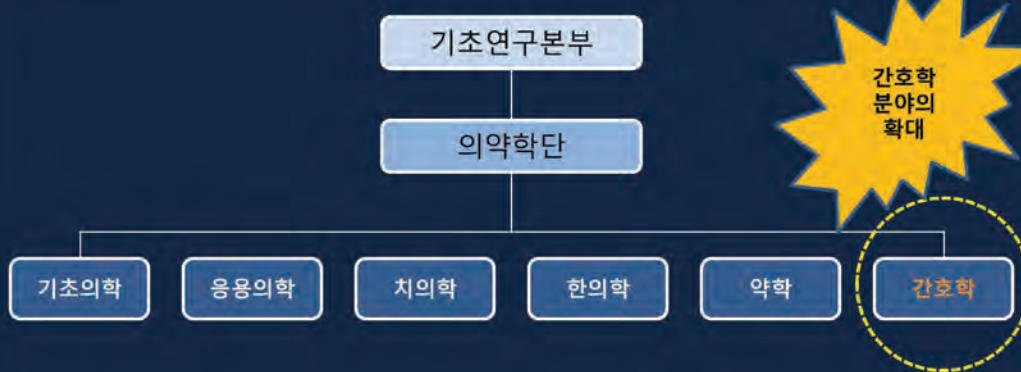 기초연구본부
간호학
분야의
확대
의약학단
기초의학
응용의학
치의학
한의학
약학
간호학